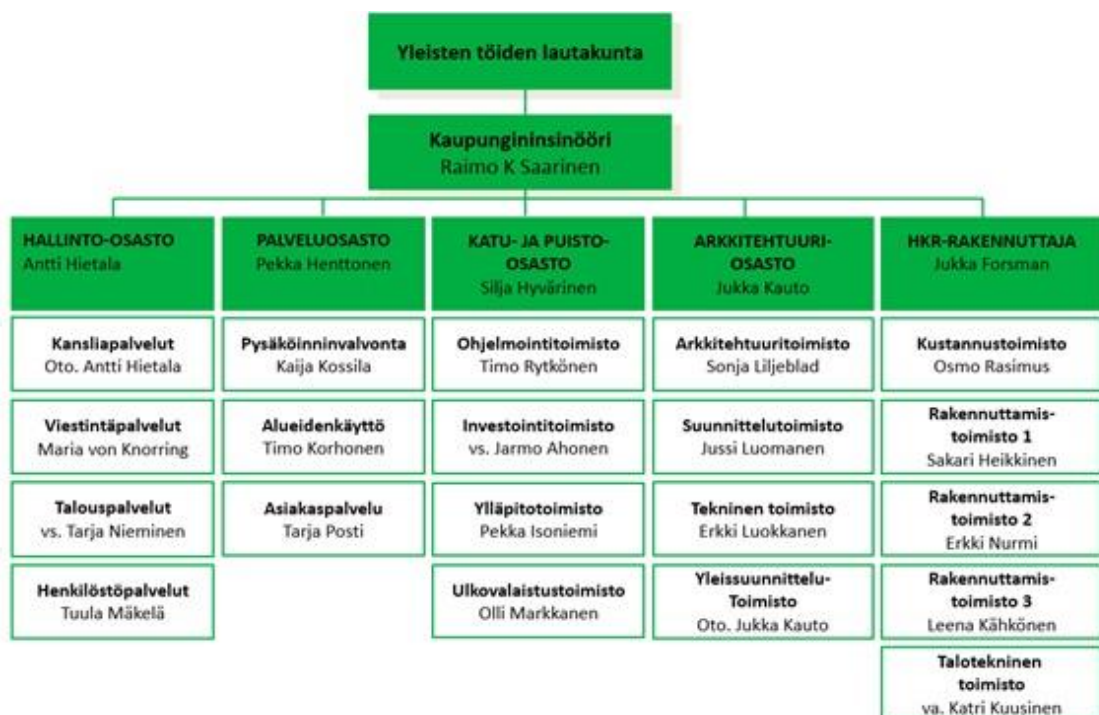 Yleisten töiden lautakunta
Kaupungininsinööri
Raimo K Saarinen
HALLINTO-OSASTO
Antti Hietala
Kansliapalvelut
Oto. Antti Hietala
Viestintäpalvelut
Maria von Knorring
Talouspalvelut
vs. Tarja Nieminen
Henkilöstöpalvelut
Tuula Mäkelä
PALVELUOSASTO
Pekka Henttonen
Pysäköinninvalvonta
Kaija Kossila
Alueidenkäyttö
Timo Korhonen
Asiakaspalvelu
Tarja Posti
KATU- JA PUISTO-
OSASTO
Silja Hyvärinen
Ohjelmointitoimisto
Timo Rytkönen
Investointitoimisto
vs. Jarmo Ahonen
Ylläpitotoimisto
Pekka Isoniemi
Ulkovalaistustoimisto
Olli Markkanen
ARKKITEHTUURI-
OSASTO
Jukka Kauto
Arkkitehtuuritoimisto
Sonja Liljeblad
Suunnittelutoimisto
Jussi Luomanen
Tekninen toimisto
Erkki Luokkanen
Yleissuunnittelu-
Toimisto
Oto. Jukka Kauto
HKR-RAKENNUTTAJA
Jukka Forsman
Kustannustoimisto
Osmo Rasimus
Rakennuttamis-
toimisto 1
Sakari Heikkinen
Rakennuttamis-
toimisto 2
Erkki Nurmi
Rakennuttamis-
toimisto 3
Leena Kähkönen
Talotekninen
toimisto
va. Katri Kuusinen